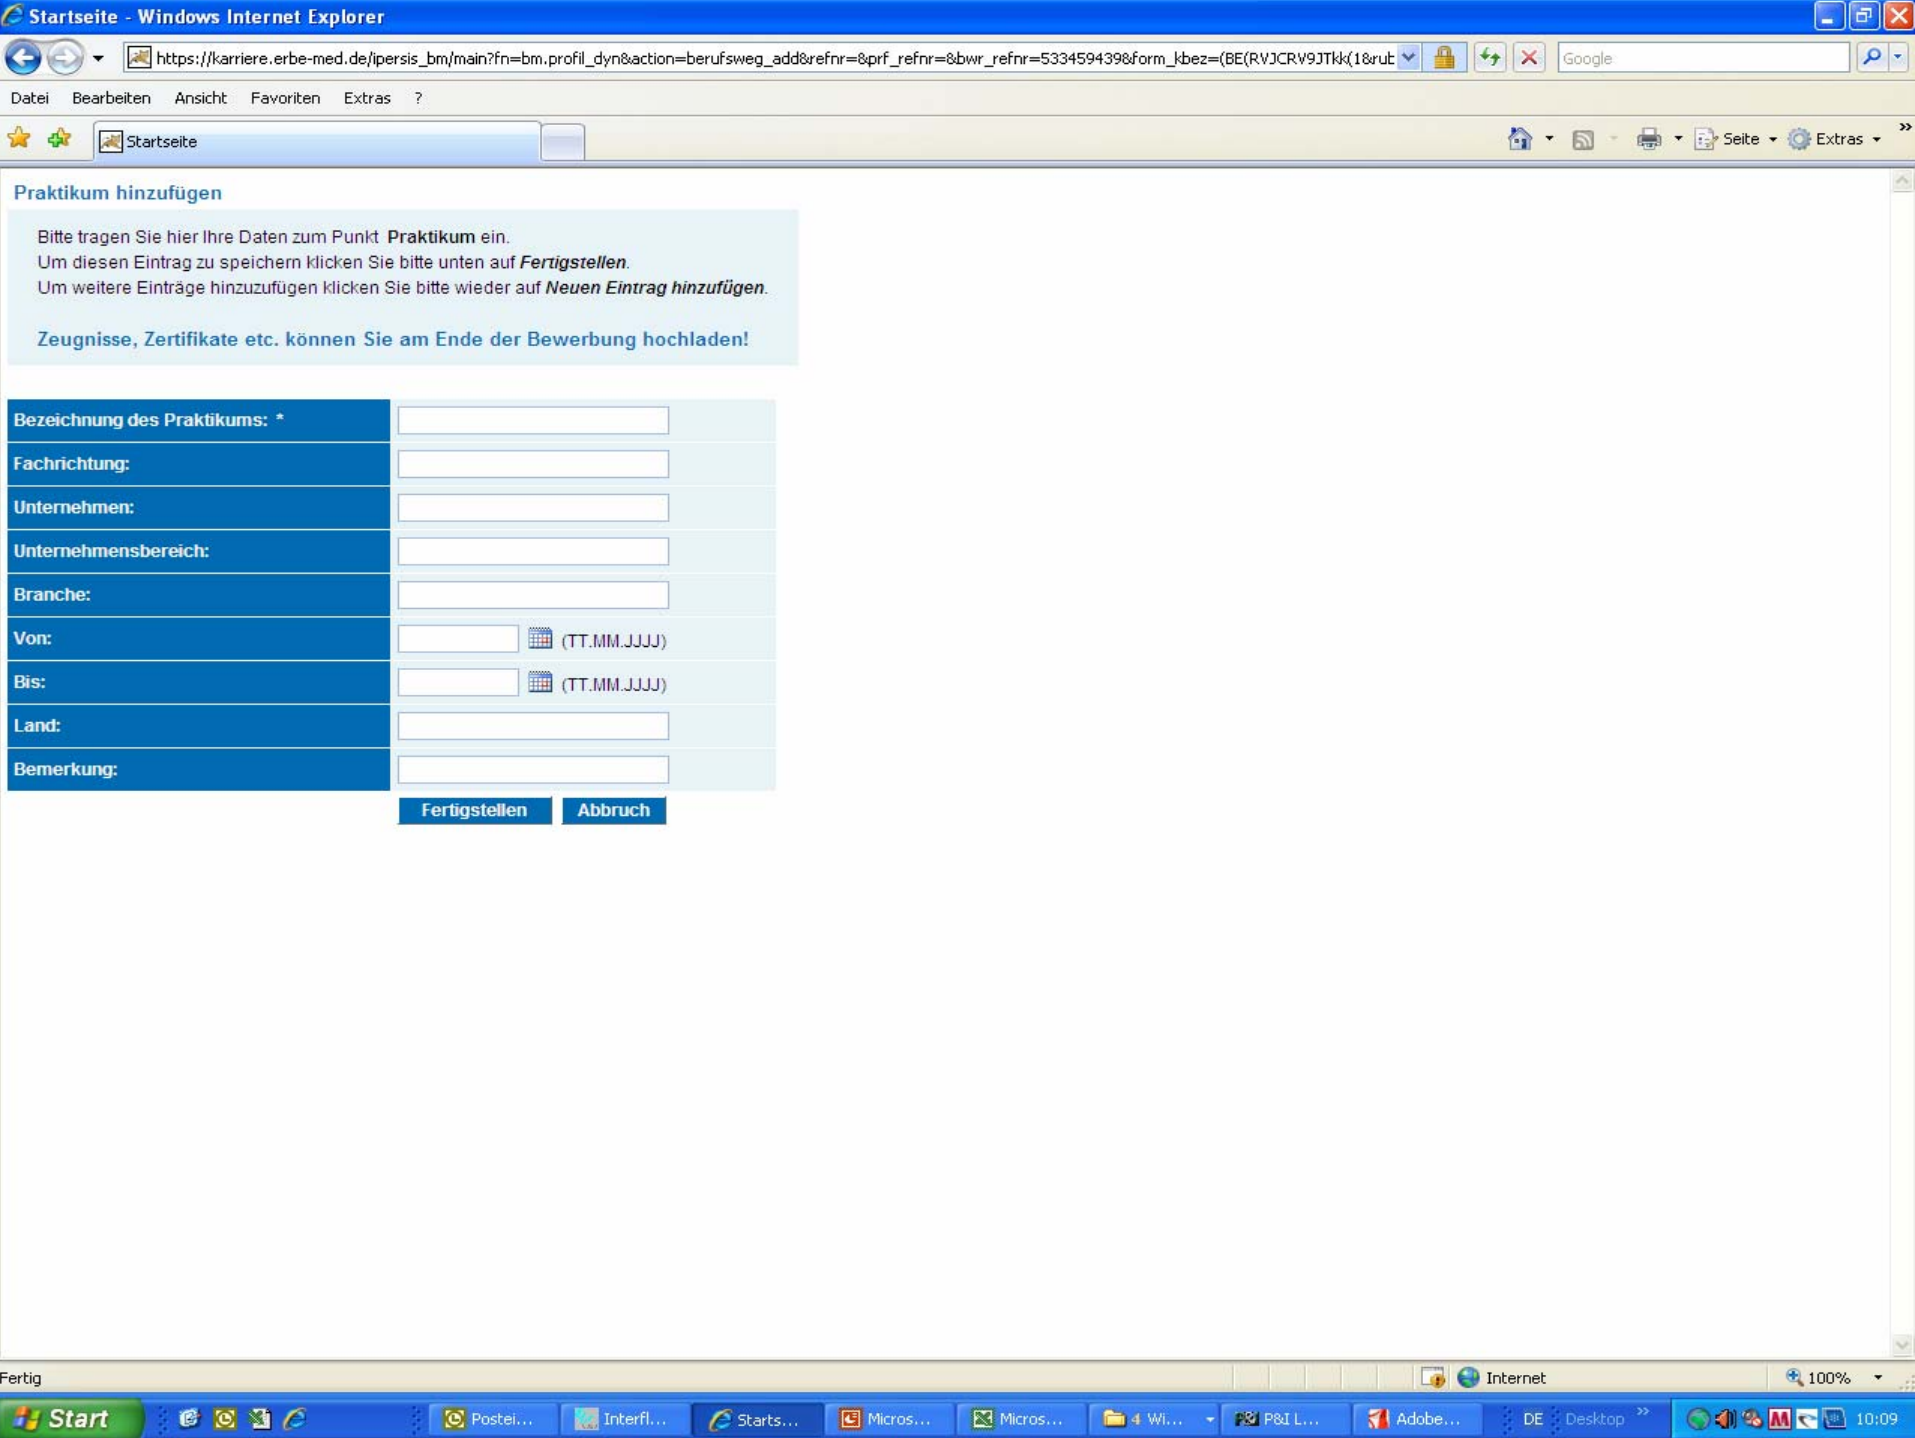 Startseite - Windows Internet Explorer
https://karriere.erbe-med.de/ipersis_bm/main?fn=bm.profil_dyn&action=berufsweg_add&refnr=&prf_refnr=&bwr_refnr=533459439&form_kbez=(BE(RVJCRV9JTkk(1&rub
Google
Datei Bearbeiten Ansicht Favoriten Extras ?
Startseite
Seite Extras »
Praktikum hinzufügen
Bitte tragen Sie hier Ihre Daten zum Punkt Praktikum ein.
Um diesen Eintrag zu speichern klicken Sie bitte unten auf Fertigstellen.
Um weitere Einträge hinzuzufügen klicken Sie bitte wieder auf Neuen Eintrag hinzufügen.
Zeugnisse, Zertifikate etc. können Sie am Ende der Bewerbung hochladen!
Bezeichnung des Praktikums: *
Fachrichtung:
Unternehmen:
Unternehmensbereich:
Branche:
Von: (TT.MM.JJJJ)
Bis: (TT.MM.JJJJ)
Land:
Bemerkung:
Fertigstellen Abbruch
Fertig Internet 100%
Start Postei... Interfl... Starts... Micros... Micros... 4 Wi... P&I P&I L... Adobe... DE Desktop » M 10:09